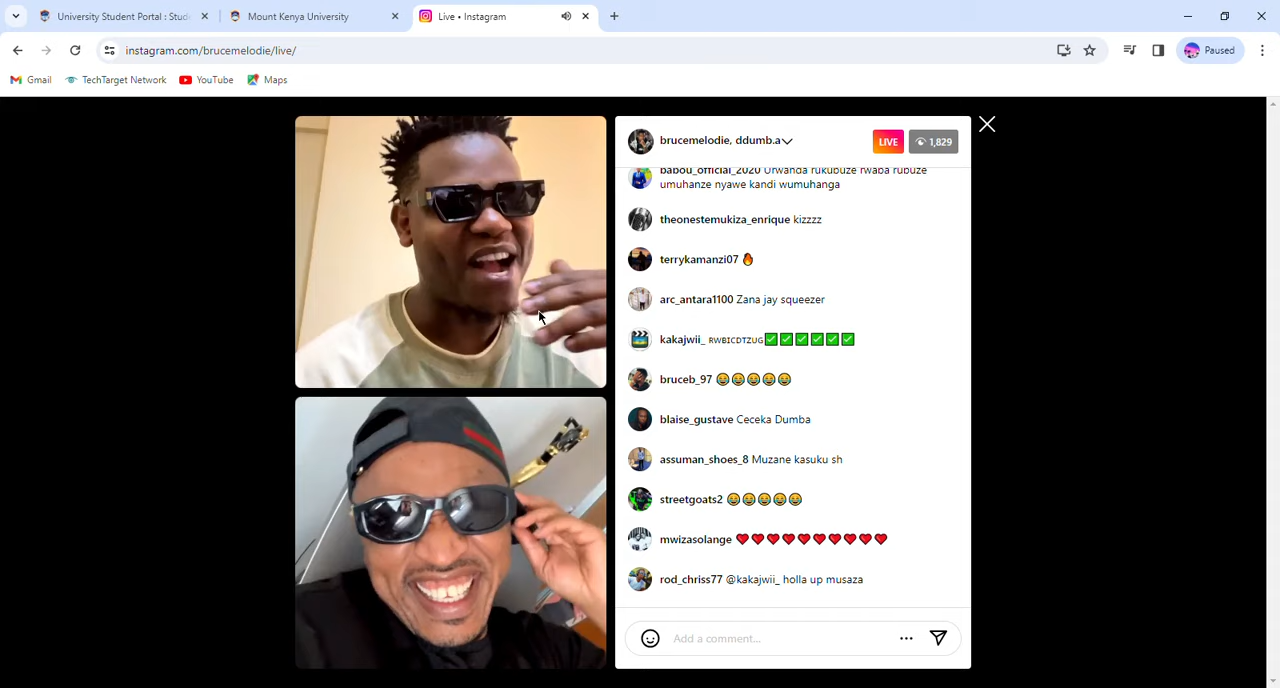 University Student Portal : Stud
Mount Kenya University
Live • Instagram
instagram.com/brucemelodie/live/
Paused
Gmail
TechTarget Network
YouTube
Maps
brucemelodie, ddumb.a
LIVE
1,829
babou_official_2020 Urwanda rukubuze rwaba rubuze
umuhanze nyawe kandi wumuhanga
theonestemukiza_enrique kizzzz
terrykamanzi07 🔥
arc_antara1100 Zana jay squeezer
kakajwii_ ʀᴡʙɪᴄᴅᴛᴢᴜɢ✅✅✅✅✅✅
bruceb_97 😂😂😂😂😂
blaise_gustave Ceceka Dumba
assuman_shoes_8 Muzane kasuku sh
streetgoats2 😂😂😂😂😂
mwizasolange ❤❤❤❤❤❤❤❤❤❤
rod_chriss77 @kakajwii_ holla up musaza
Add a comment...